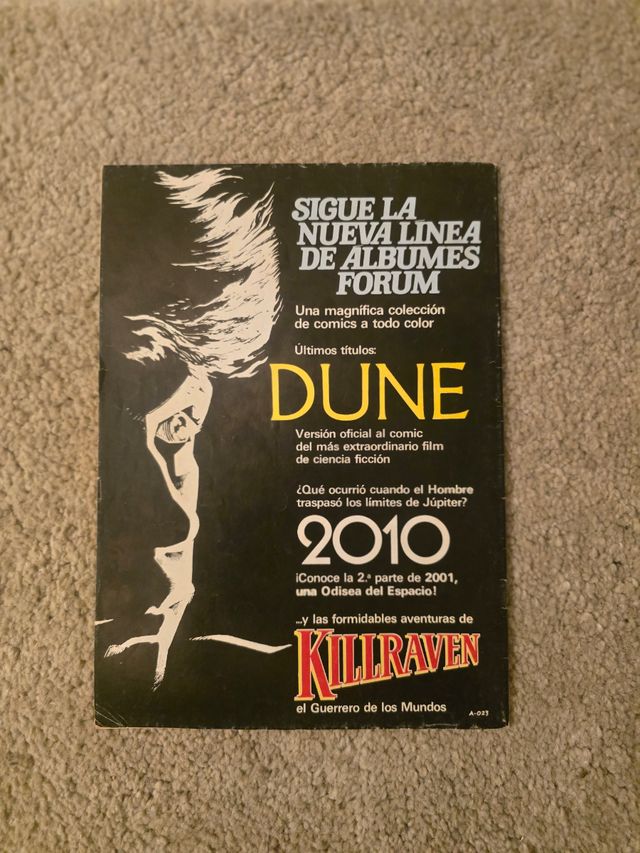 SIGUE LA
NUEVA LÍNEA
DE ALBUMES
FORUM
Una magnífica colección
de comics a todo color
Últimos títulos:
DUNE
Versión oficial al comic
del más extraordinario film
de ciencia ficción
¿Qué ocurrió cuando el Hombre
traspasó los límites de Júpiter?
2010
¡Conoce la 2.ª parte de 2001,
una Odisea del Espacio!
...y las formidables aventuras de
KILLRAVEN
el Guerrero de los Mundos
A-023